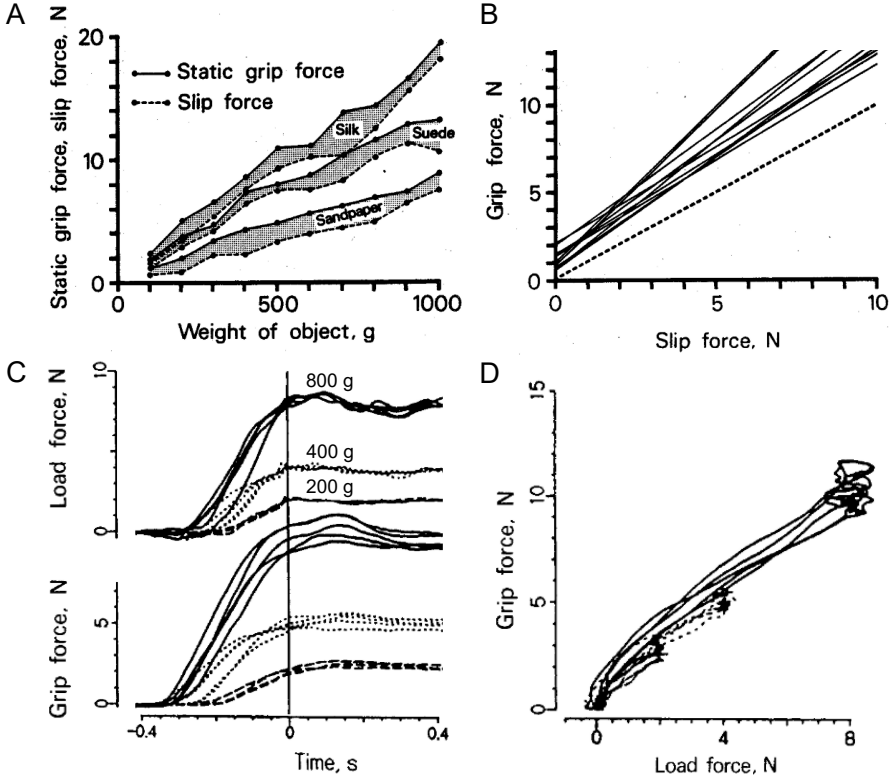 A
Static grip force, slip force, N
20
10
0
Static grip force
Slip force
Silk
Suede
Sandpaper
0
500
1000
Weight of object, g
B
Grip force, N
10
5
0
0
5
10
Slip force, N
C
Load force, N
10
0
800 g
400 g
200 g
Grip force, N
5
0
-0.4
0
0.4
Time, s
D
Grip force, N
15
10
5
0
0
4
8
Load force, N